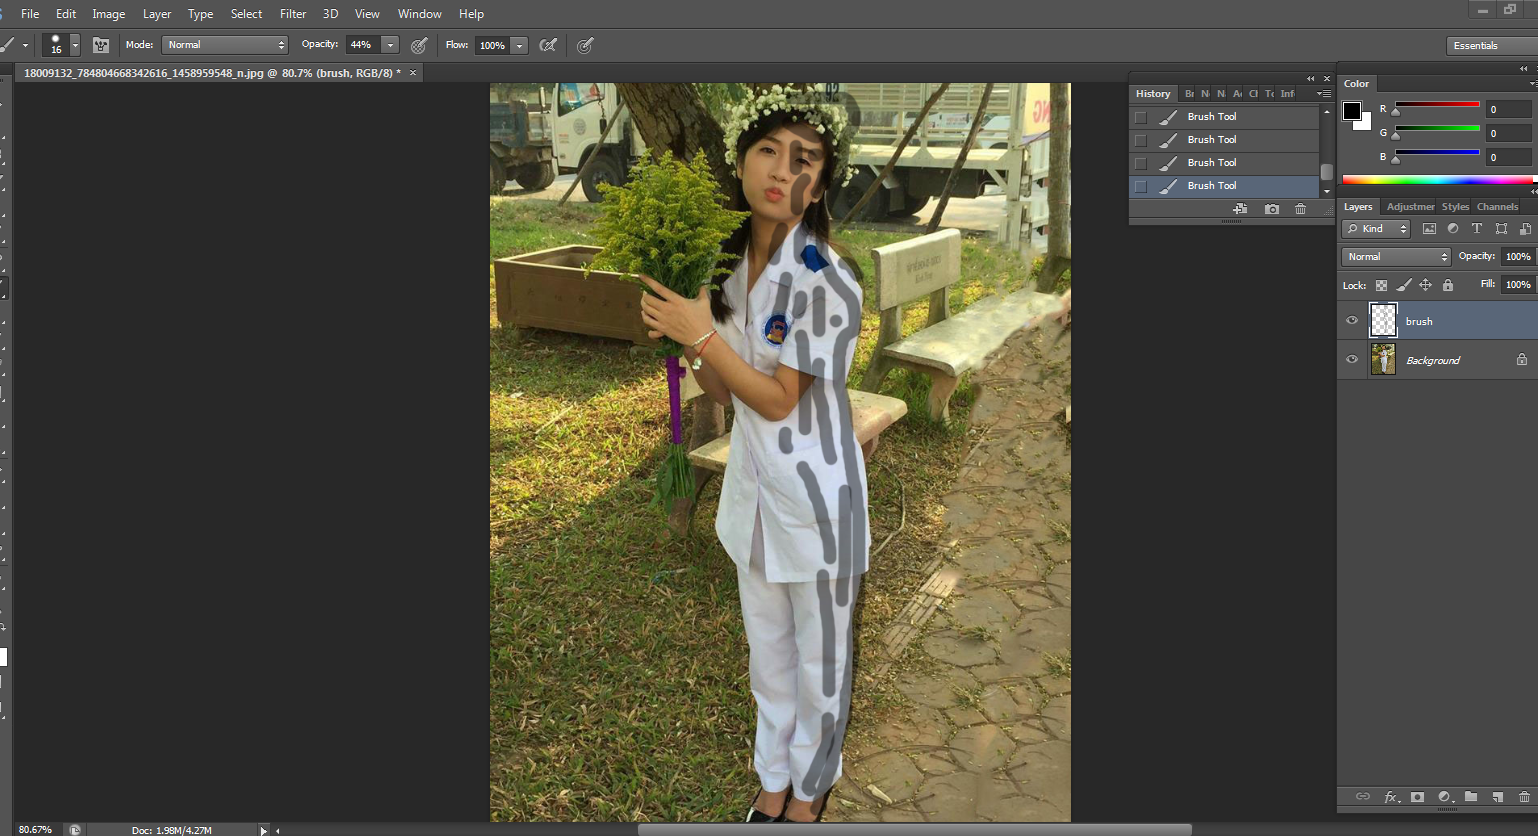 File Edit Image Layer Type Select Filter 3D View Window Help
16 Mode: Normal Opacity: 44% Flow: 100% Essentials
18009132_784804668342616_1458959548_n.jpg @ 80.7% (brush, RGB/8) * ×
History Br N N A Cl To Inf
Brush Tool
Brush Tool
Brush Tool
Brush Tool
Color
R 0
G 0
B 0
Layers Adjustmer Styles Channels
Kind
Normal Opacity: 100%
Lock: Fill: 100%
brush
Background
fx
80.67% Doc: 1.98M/4.27M